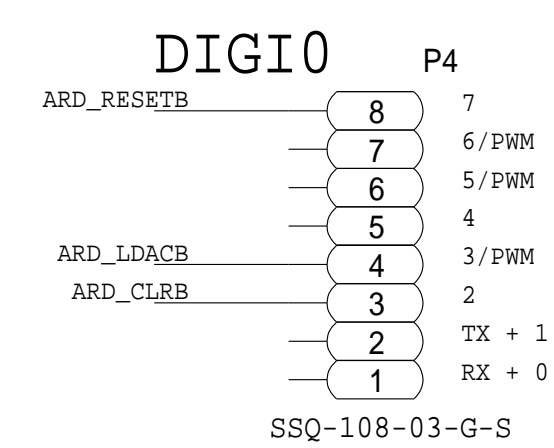 DIGI0 P4
ARD_RESETB 8 7
7 6/PWM
6 5/PWM
5 4
ARD_LDACB 4 3/PWM
ARD_CLRB 3 2
2 TX + 1
1 RX + 0
SSQ-108-03-G-S